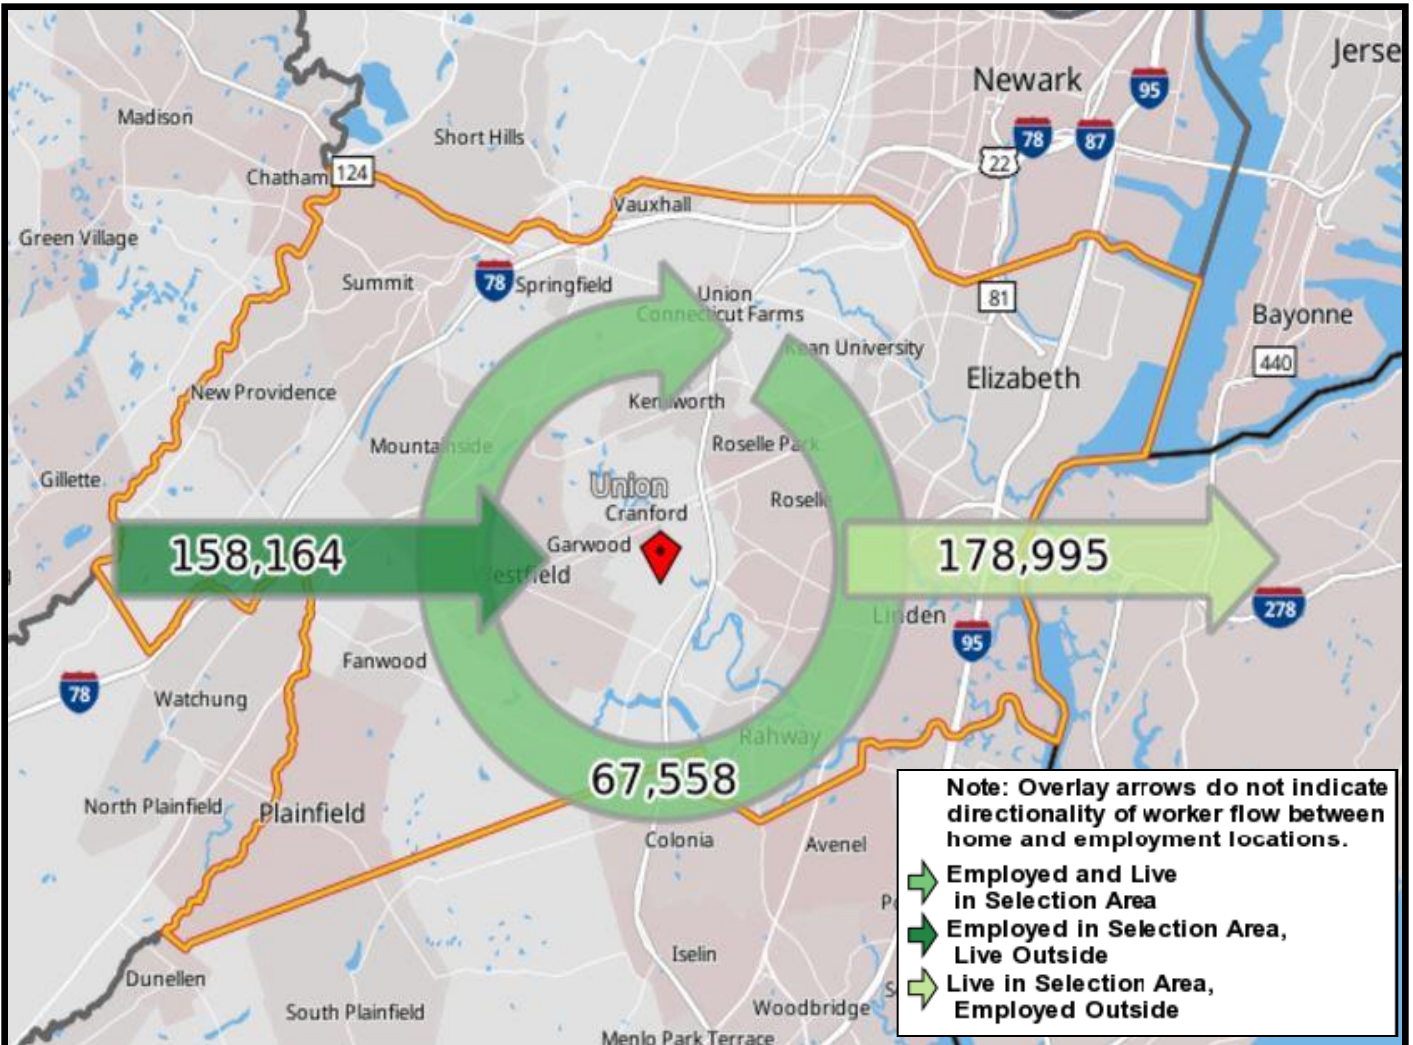 Jerse
Newark
95
Madison
Short Hills
78
87
22
Chatham
124
Vauxhall
Green Village
Summit
78
Springfield
Union
Connecticut Farms
81
Bayonne
Kean University
440
Elizabeth
New Providence
Kenilworth
Mountainside
Roselle Park
Gillette
Union
Cranford
Roselle
158,164
Garwood
178,995
Westfield
278
Linden
95
Fanwood
78
Watchung
Rahway
67,558
North Plainfield
Plainfield
Colonia
Avenel
Iselin
Dunellen
South Plainfield
Woodbridge
Menlo Park Terrace
Note: Overlay arrows do not indicate
directionality of worker flow between
home and employment locations.
Employed and Live
in Selection Area
Employed in Selection Area,
Live Outside
Live in Selection Area,
Employed Outside